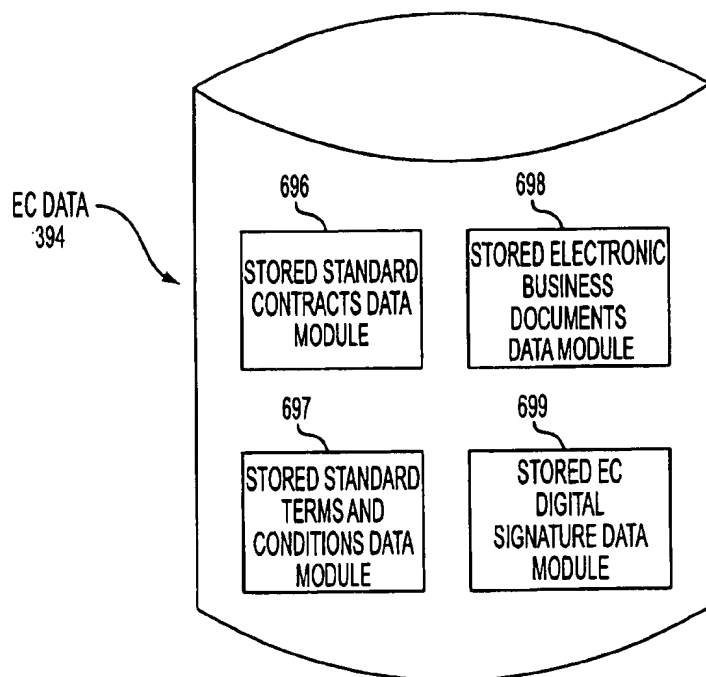 EC DATA
394
696
STORED STANDARD
CONTRACTS DATA
MODULE
698
STORED ELECTRONIC
BUSINESS
DOCUMENTS
DATA MODULE
697
STORED STANDARD
TERMS AND
CONDITIONS DATA
MODULE
699
STORED EC
DIGITAL
SIGNATURE DATA
MODULE